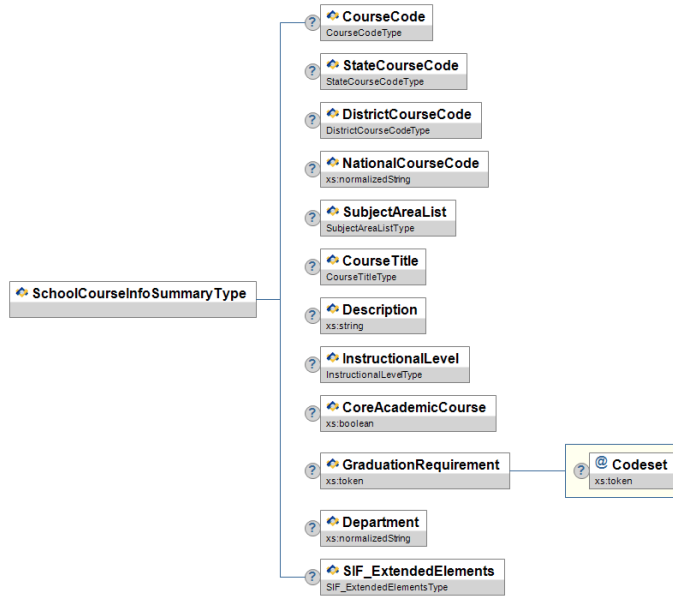 ? CourseCode
CourseCodeType
? StateCourseCode
StateCourseCodeType
? DistrictCourseCode
DistrictCourseCodeType
? NationalCourseCode
xs:normalizedString
? SubjectAreaList
SubjectAreaListType
SchoolCourseInfoSummaryType
? CourseTitle
CourseTitleType
? Description
xs:string
? InstructionalLevel
InstructionalLevelType
? CoreAcademicCourse
xs:boolean
? GraduationRequirement
xs:token
? @ Codeset
xs:token
? Department
xs:normalizedString
? SIF_ExtendedElements
SIF_ExtendedElementsType